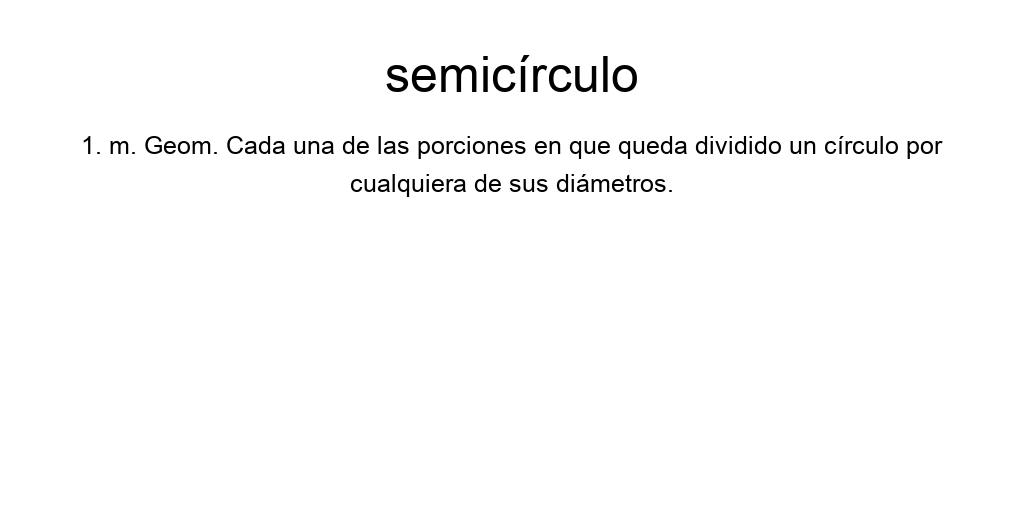 semicírculo
1. m. Geom. Cada una de las porciones en que queda dividido un círculo por
cualquiera de sus diámetros.